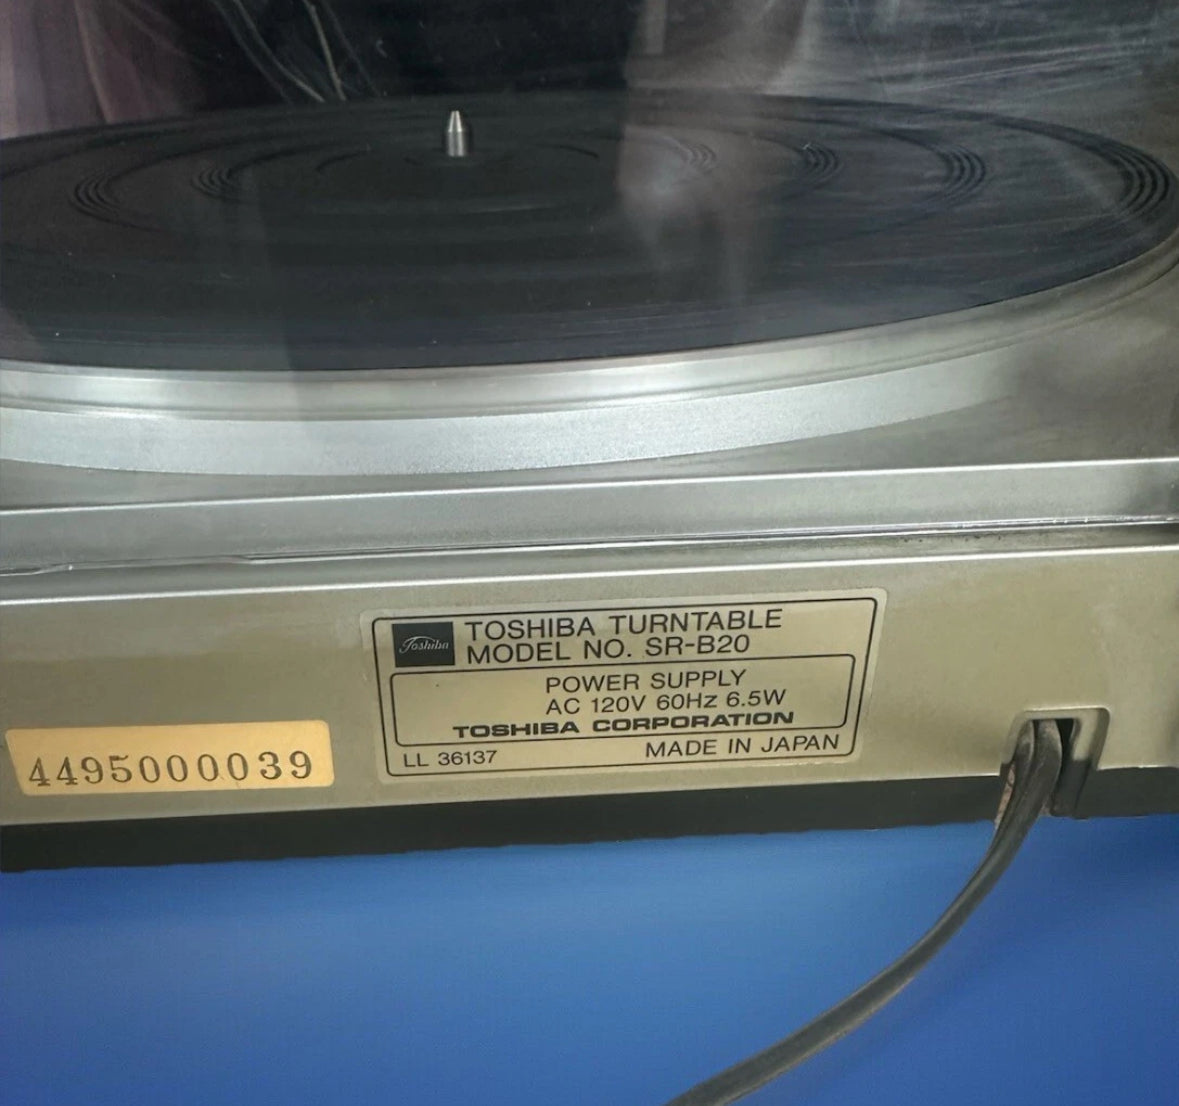 Toshiba
TOSHIBA TURNTABLE
MODEL NO. SR-B20
POWER SUPPLY
AC 120V 60Hz 6.5W
TOSHIBA CORPORATION
LL 36137 MADE IN JAPAN
4495000039